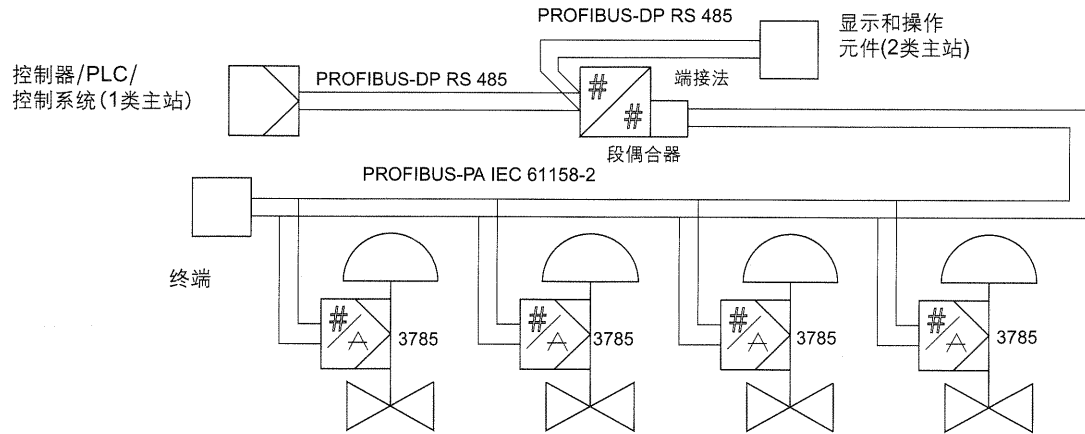 PROFIBUS-DP RS 485
显示和操作
元件(2类主站)
控制器/PLC/
控制系统(1类主站)
PROFIBUS-DP RS 485
端接法
#
#
段偶合器
PROFIBUS-PA IEC 61158-2
终端
# A 3785
# A 3785
# A 3785
# A 3785